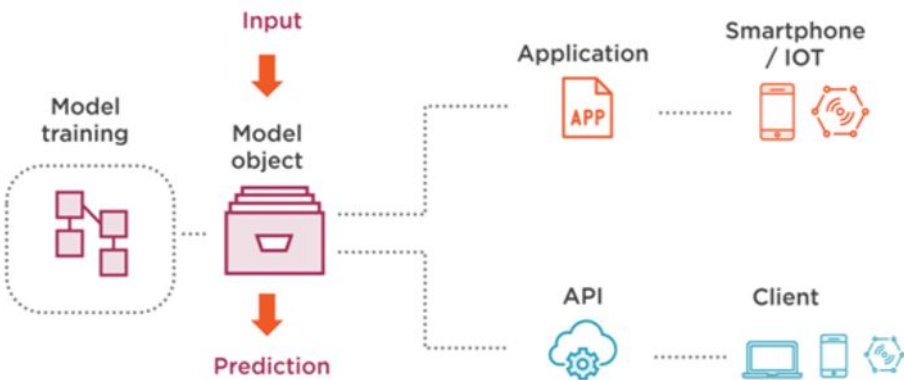 Input
Model
training
Model
object
Prediction
Application
APP
Smartphone
/ IOT
API
Client